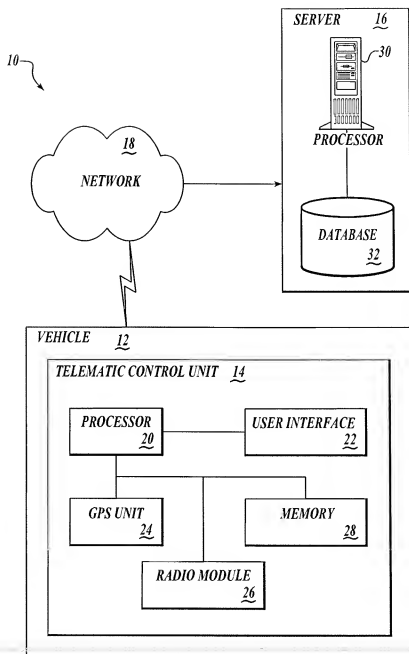 10
SERVER 16
30
PROCESSOR
DATABASE
32
18
NETWORK
VEHICLE 12
TELEMATIC CONTROL UNIT 14
PROCESSOR
20
USER INTERFACE
22
GPS UNIT
24
MEMORY
28
RADIO MODULE
26